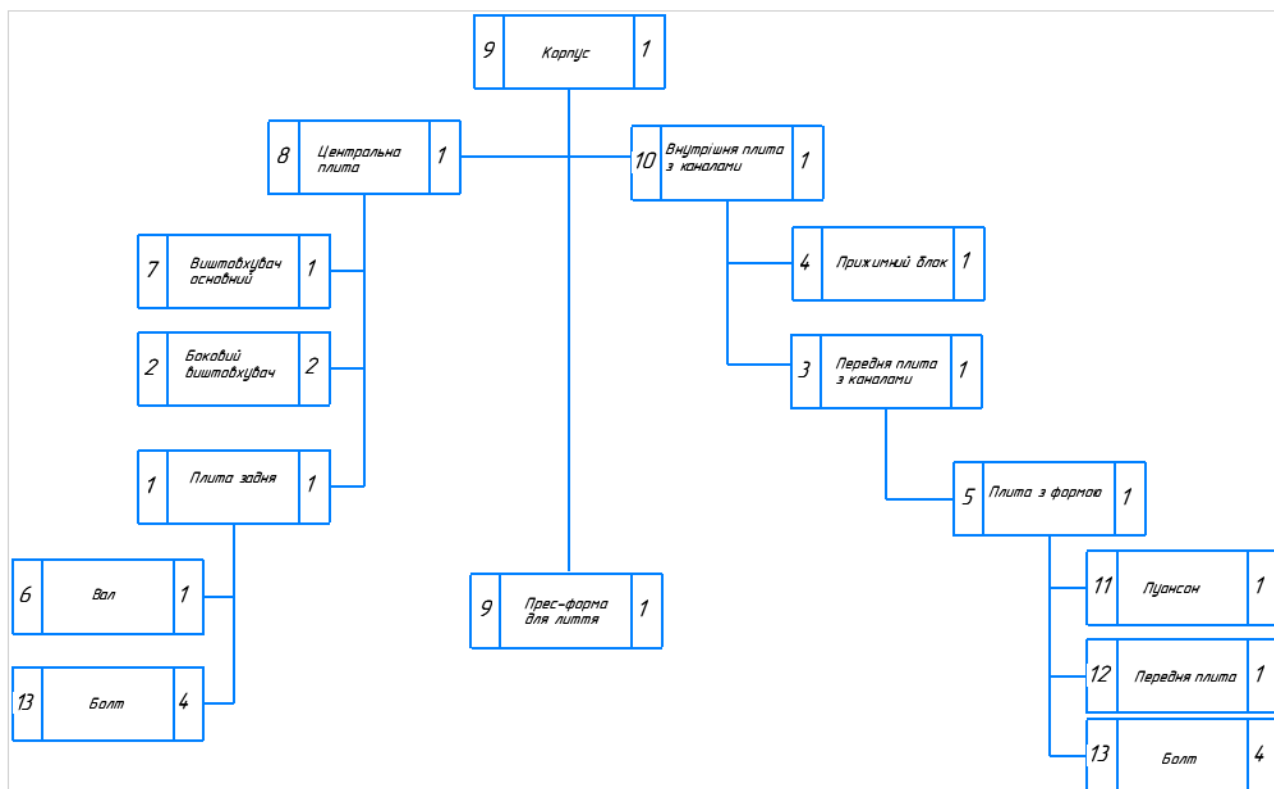 9 Корпус 1
8 Центральна 1
плита
10 Внутрішня плита 1
з каналами
7 Виштовхувач 1
основний
4 Прижимний блок 1
2 Боковий 2
виштовхувач
3 Передня плита 1
з каналами
1 Плита задня 1
5 Плита з формою 1
6 Вал 1
9 Прес-форма 1
для лиття
11 Пуансон 1
13 Болт 4
12 Передня плита 1
13 Болт 4